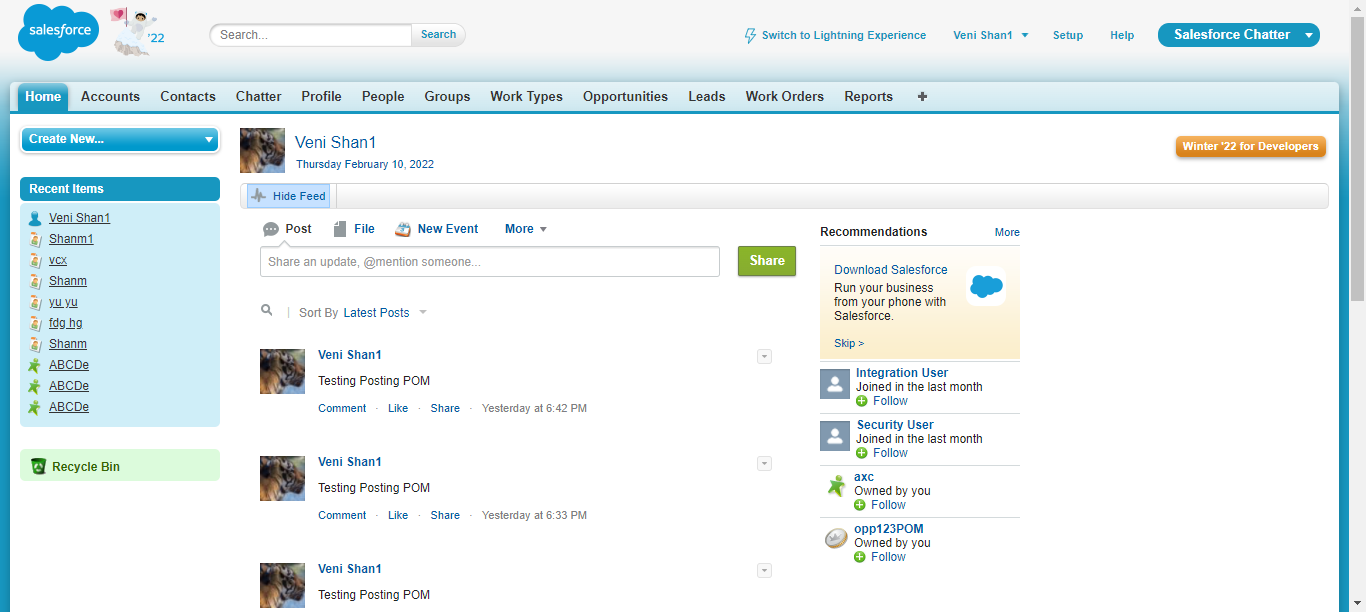 salesforce
'22
Search...
Search
Switch to Lightning Experience
Veni Shan1
Setup
Help
Salesforce Chatter
Home Accounts Contacts Chatter Profile People Groups Work Types Opportunities Leads Work Orders Reports +
Create New...
Recent Items
Veni Shan1
Shanm1
vcx
Shanm
yu yu
fdg hg
Shanm
ABCDe
ABCDe
ABCDe
Recycle Bin
Veni Shan1
Thursday February 10, 2022
Winter '22 for Developers
Hide Feed
Post File New Event More
Share an update, @mention someone...
Share
Sort By Latest Posts
Veni Shan1
Testing Posting POM
Comment · Like · Share · Yesterday at 6:42 PM
Veni Shan1
Testing Posting POM
Comment · Like · Share · Yesterday at 6:33 PM
Veni Shan1
Testing Posting POM
Recommendations More
Download Salesforce
Run your business
from your phone with
Salesforce.
Skip >
Integration User
Joined in the last month
Follow
Security User
Joined in the last month
Follow
axc
Owned by you
Follow
opp123POM
Owned by you
Follow